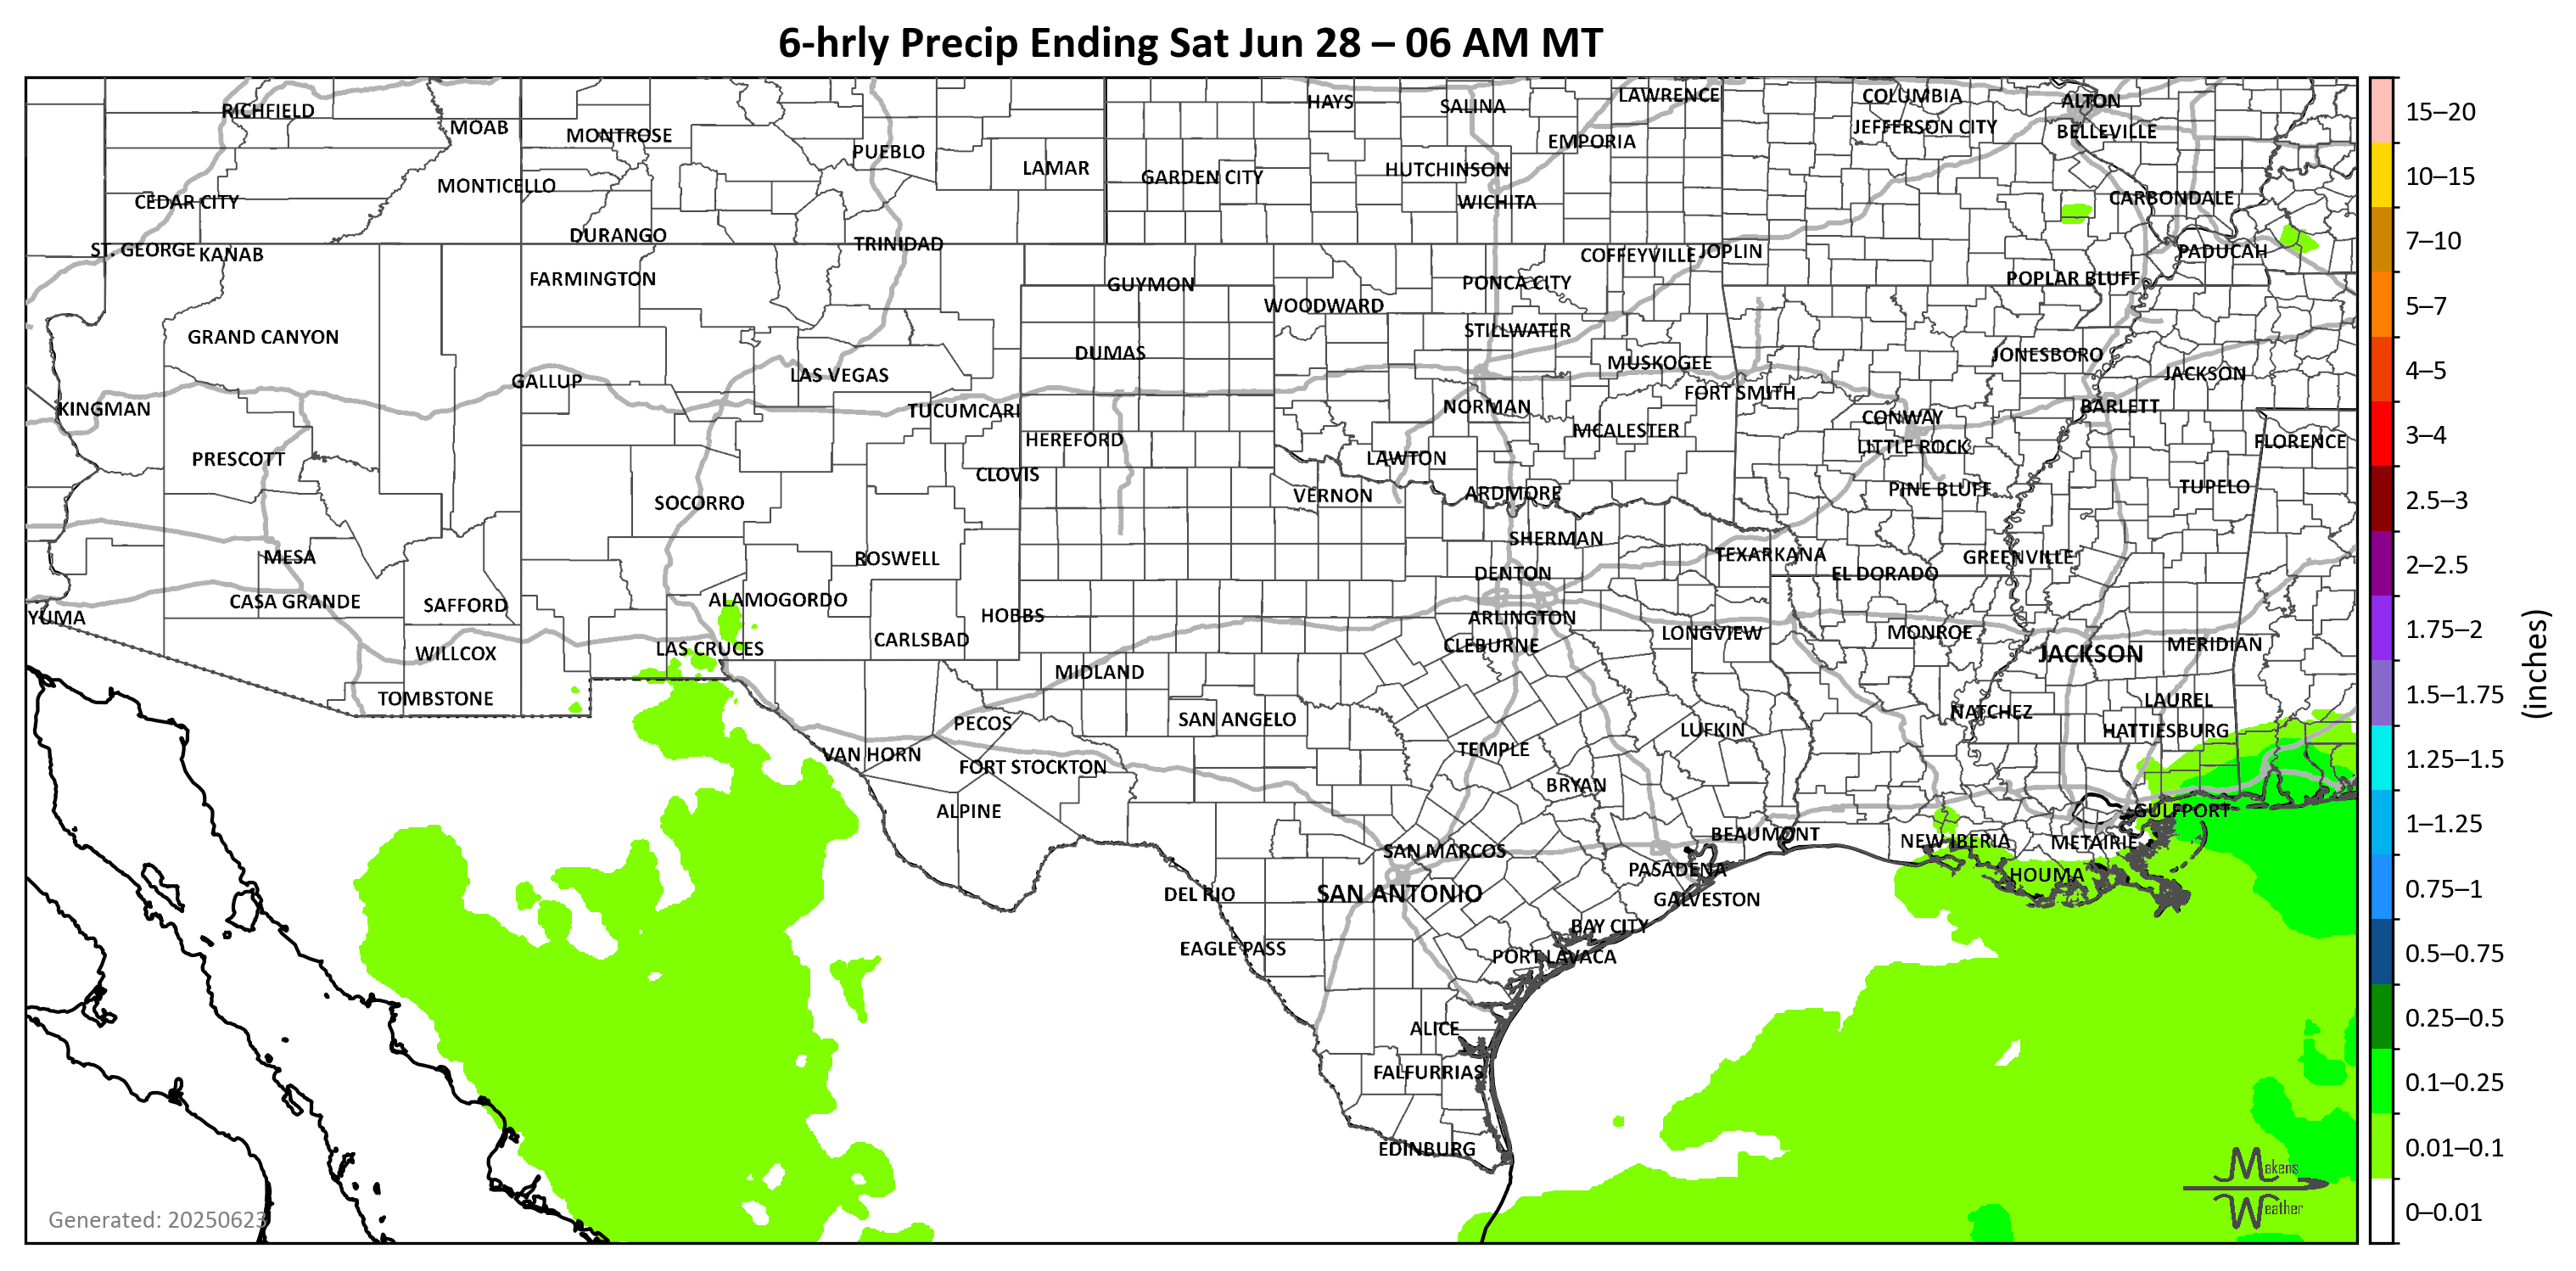 6-hrly Precip Ending Sat Jun 28 – 06 AM MT
RICHFIELD
MOAB
MONTROSE
PUEBLO
LAMAR
HAYS
SALINA
LAWRENCE
COLUMBIA
ALTON
JEFFERSON CITY
BELLEVILLE
EMPORIA
GARDEN CITY
HUTCHINSON
WICHITA
CEDAR CITY
MONTICELLO
CARBONDALE
DURANGO
TRINIDAD
ST. GEORGE
KANAB
COFFEYVILLE
JOPLIN
PADUCAH
FARMINGTON
GUYMON
PONCA CITY
POPLAR BLUFF
WOODWARD
GRAND CANYON
STILLWATER
DUMAS
MUSKOGEE
JONESBORO
GALLUP
LAS VEGAS
JACKSON
KINGMAN
TUCUMCARI
NORMAN
FORT SMITH
CONWAY
BARLETT
HEREFORD
MCALESTER
LITTLE ROCK
FLORENCE
PRESCOTT
CLOVIS
LAWTON
SOCORRO
VERNON
ARDMORE
PINE BLUFF
TUPELO
MESA
ROSWELL
SHERMAN
TEXARKANA
GREENVILLE
DENTON
EL DORADO
CASA GRANDE
SAFFORD
ALAMOGORDO
HOBBS
ARLINGTON
YUMA
CARLSBAD
CLEBURNE
LONGVIEW
MONROE
MERIDIAN
WILLCOX
LAS CRUCES
JACKSON
MIDLAND
TOMBSTONE
PECOS
SAN ANGELO
NATCHEZ
LAUREL
HATTIESBURG
VAN HORN
FORT STOCKTON
TEMPLE
LUFKIN
BRYAN
ALPINE
GULFPORT
BEAUMONT
NEW IBERIA
METAIRIE
SAN MARCOS
PASADENA
HOUMA
DEL RIO
SAN ANTONIO
GALVESTON
BAY CITY
EAGLE PASS
PORT LAVACA
ALICE
FALFURRIAS
EDINBURG
Generated: 20250623
Makens
Weather
15–20
10–15
7–10
5–7
4–5
3–4
2.5–3
2–2.5
1.75–2
1.5–1.75
1.25–1.5
1–1.25
0.75–1
0.5–0.75
0.25–0.5
0.1–0.25
0.01–0.1
0–0.01
(inches)